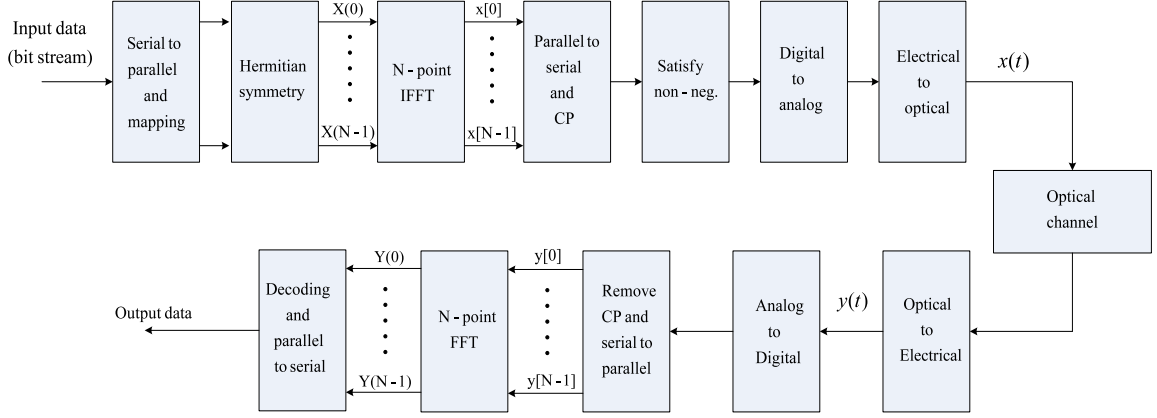 Input data
(bit stream)
Serial to
parallel
and
mapping
Hermitian
symmetry
X(0)
X(N-1)
N-point
IFFT
x[0]
x[N-1]
Parallel to
serial
and
CP
Satisfy
non-neg.
Digital
to
analog
Electrical
to
optical
x(t)
Optical
channel
Optical
to
Electrical
y(t)
Analog
to
Digital
Remove
CP and
serial to
parallel
y[0]
y[N-1]
N-point
FFT
Y(0)
Y(N-1)
Decoding
and
parallel
to serial
Output data